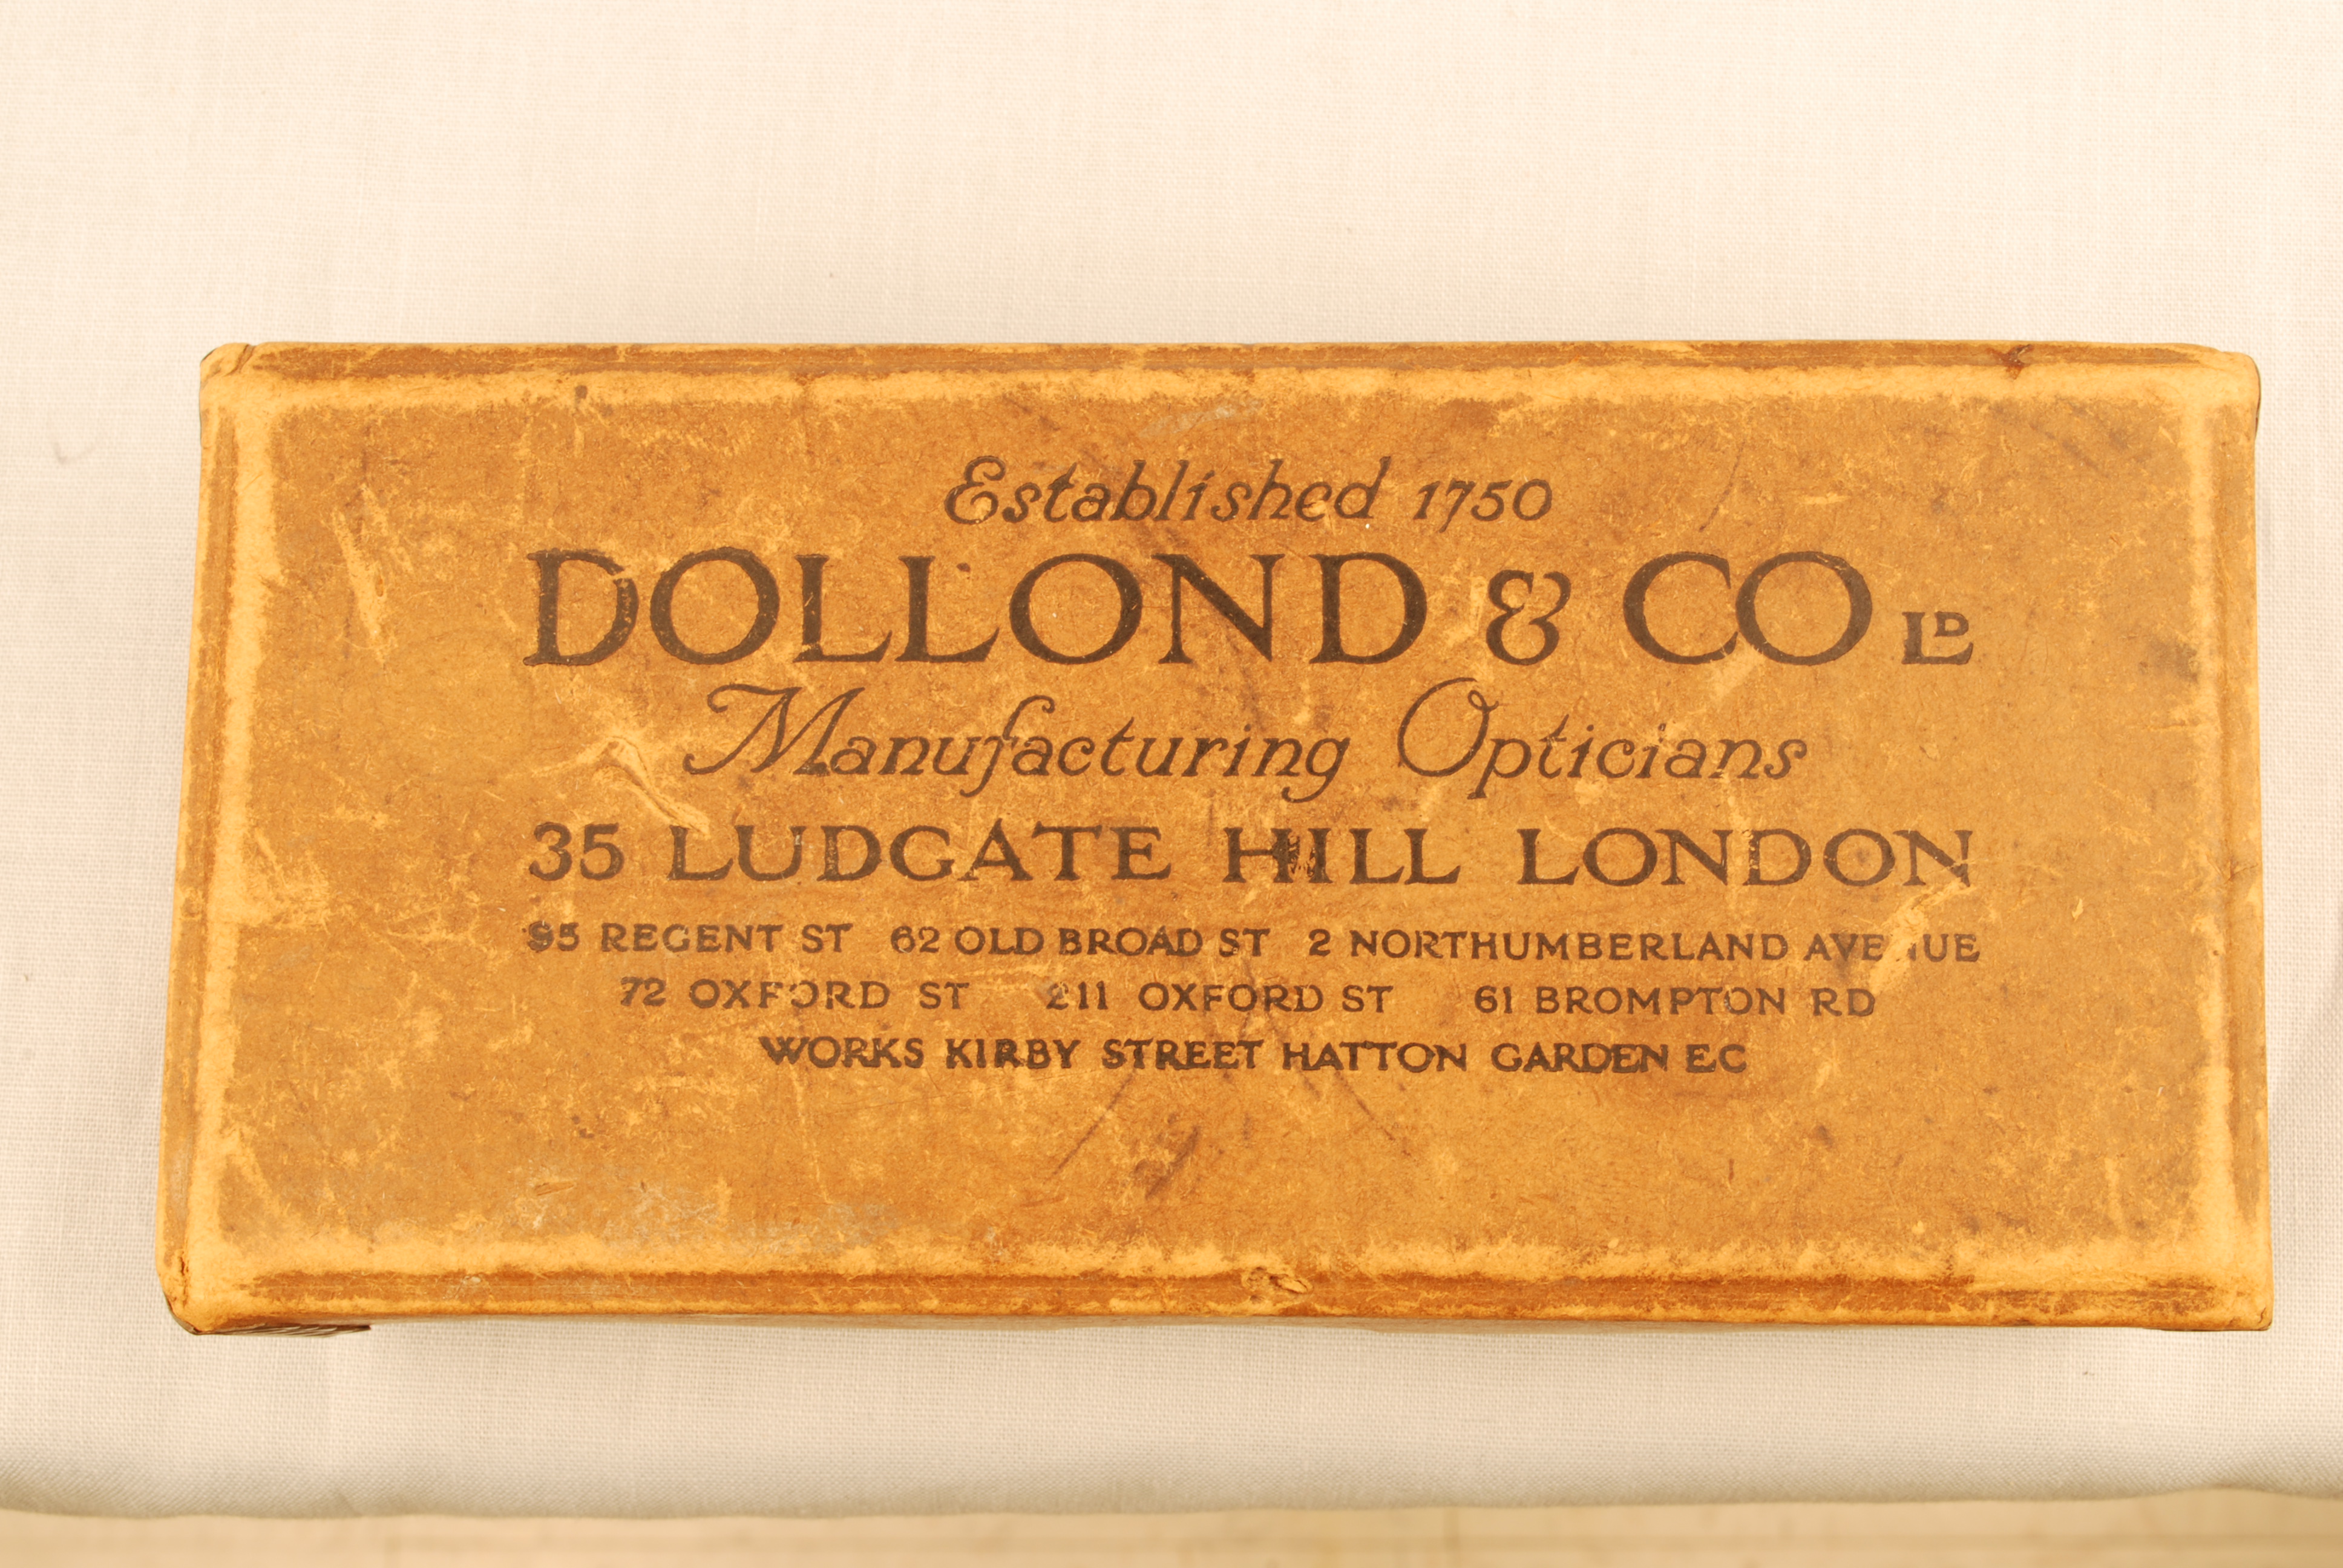 Established 1750
DOLLOND & CO LD
Manufacturing Opticians
35 LUDGATE HILL LONDON
REGENT ST 62 OLD BROAD ST 2 NORTHUMBERLAND AVENUE
72 OXFORD ST 211 OXFORD ST 61 BROMPTON RD
WORKS KIRBY STREET HATTON GARDEN EC